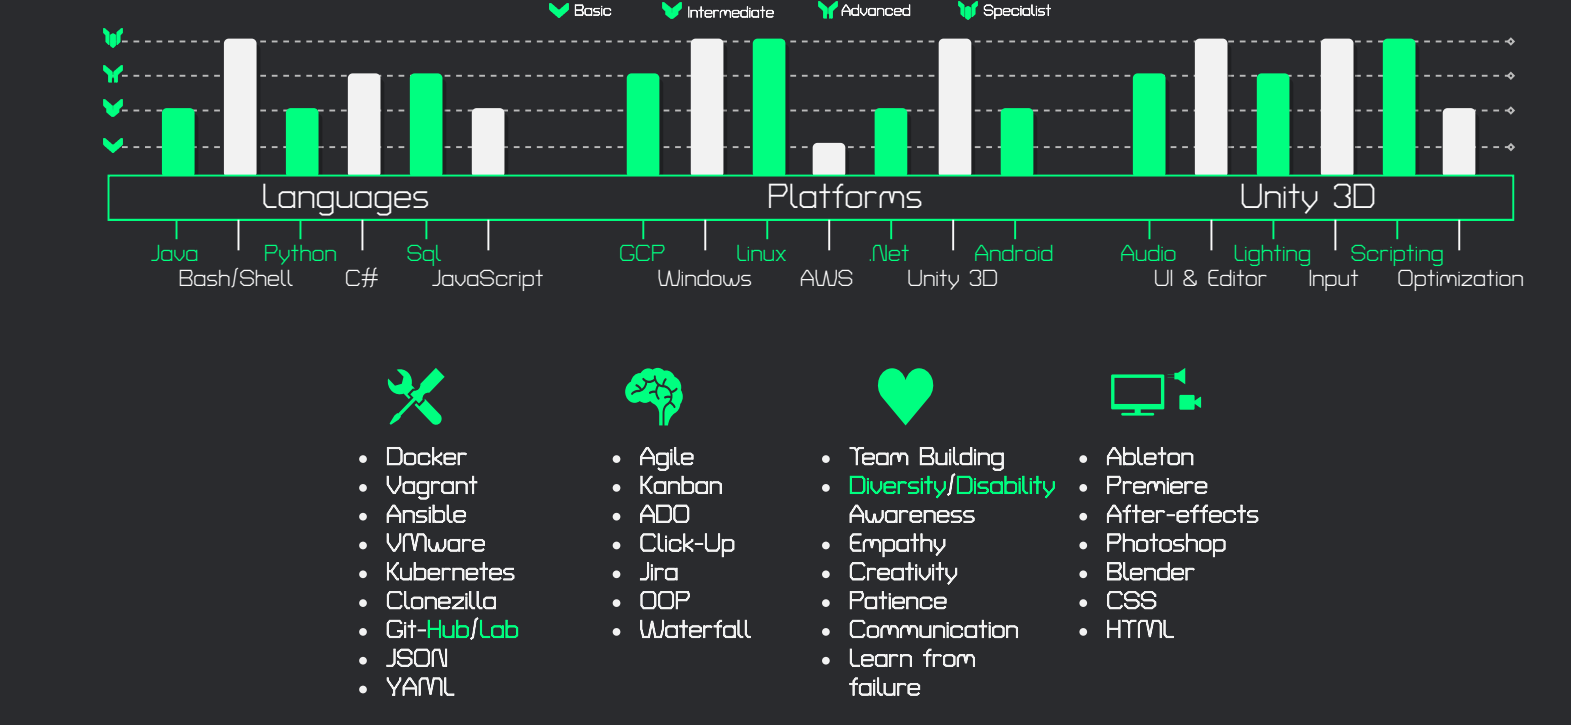 Basic Intermediate Advanced Specialist
Languages Platforms Unity 3D
Java Python Sql GCP Linux .Net Android Audio Lighting Scripting
Bash/Shell C# JavaScript Windows AWS Unity 3D UI & Editor Input Optimization
Docker
Vagrant
Ansible
VMware
Kubernetes
Clonezilla
Git-Hub/Lab
JSON
YAML
Agile
Kanban
ADO
Click-Up
Jira
OOP
Waterfall
Team Building
Diversity/Disability
Awareness
Empathy
Creativity
Patience
Communication
Learn from
failure
Ableton
Premiere
After-effects
Photoshop
Blender
CSS
HTML